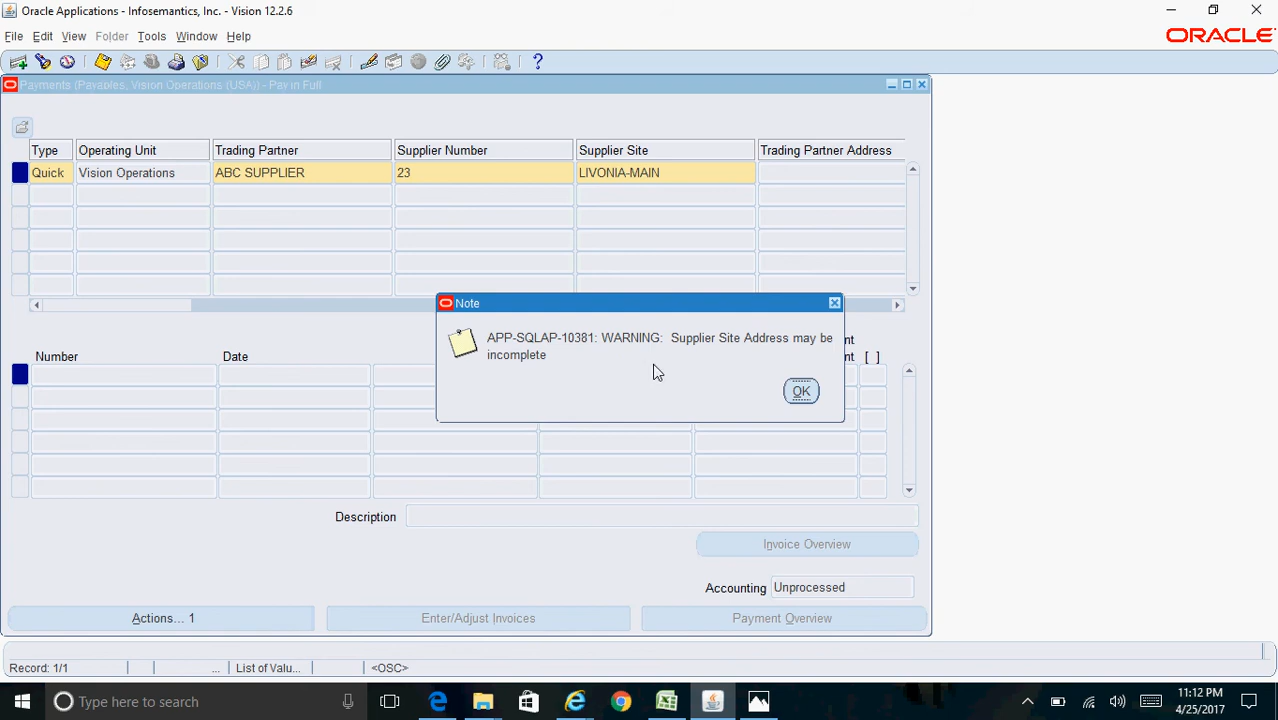 Oracle Applications - Infosemantics, Inc. - Vision 12.2.6
File Edit View Folder Tools Window Help
ORACLE
Payments (Payables, Vision Operations (USA)) - Pay in Full
Type Operating Unit Trading Partner Supplier Number Supplier Site Trading Partner Address
Quick Vision Operations ABC SUPPLIER 23 LIVONIA-MAIN
Note
APP-SQLAP-10381: WARNING: Supplier Site Address may be
incomplete
OK
Number Date [ ]
Description
Invoice Overview
Accounting Unprocessed
Actions... 1 Enter/Adjust Invoices Payment Overview
Record: 1/1 ... List of Valu... <OSC>
Type here to search
11:12 PM
4/25/2017